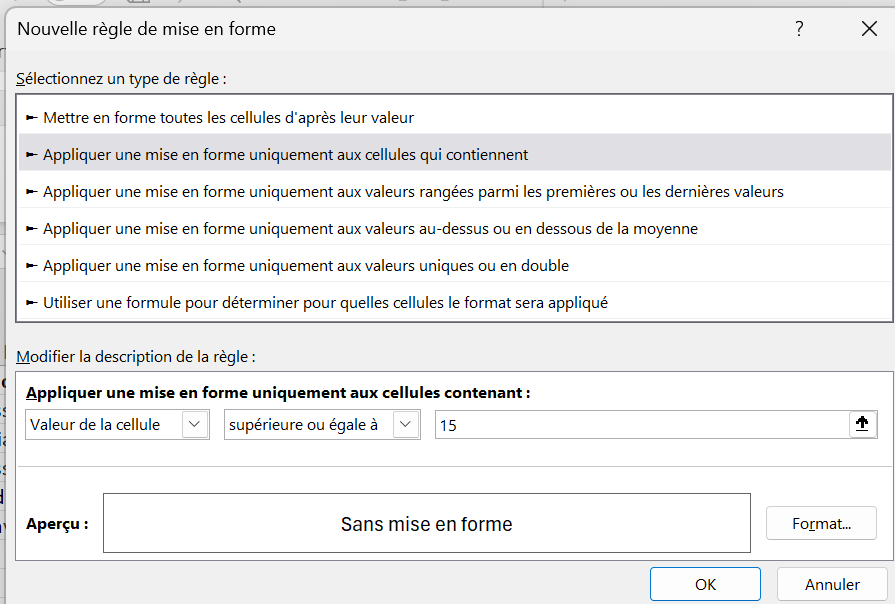 Nouvelle règle de mise en forme
?
Sélectionnez un type de règle :
► Mettre en forme toutes les cellules d'après leur valeur
► Appliquer une mise en forme uniquement aux cellules qui contiennent
► Appliquer une mise en forme uniquement aux valeurs rangées parmi les premières ou les dernières valeurs
► Appliquer une mise en forme uniquement aux valeurs au-dessus ou en dessous de la moyenne
► Appliquer une mise en forme uniquement aux valeurs uniques ou en double
► Utiliser une formule pour déterminer pour quelles cellules le format sera appliqué
Modifier la description de la règle :
Appliquer une mise en forme uniquement aux cellules contenant :
Valeur de la cellule supérieure ou égale à 15
Aperçu : Sans mise en forme Format...
OK Annuler